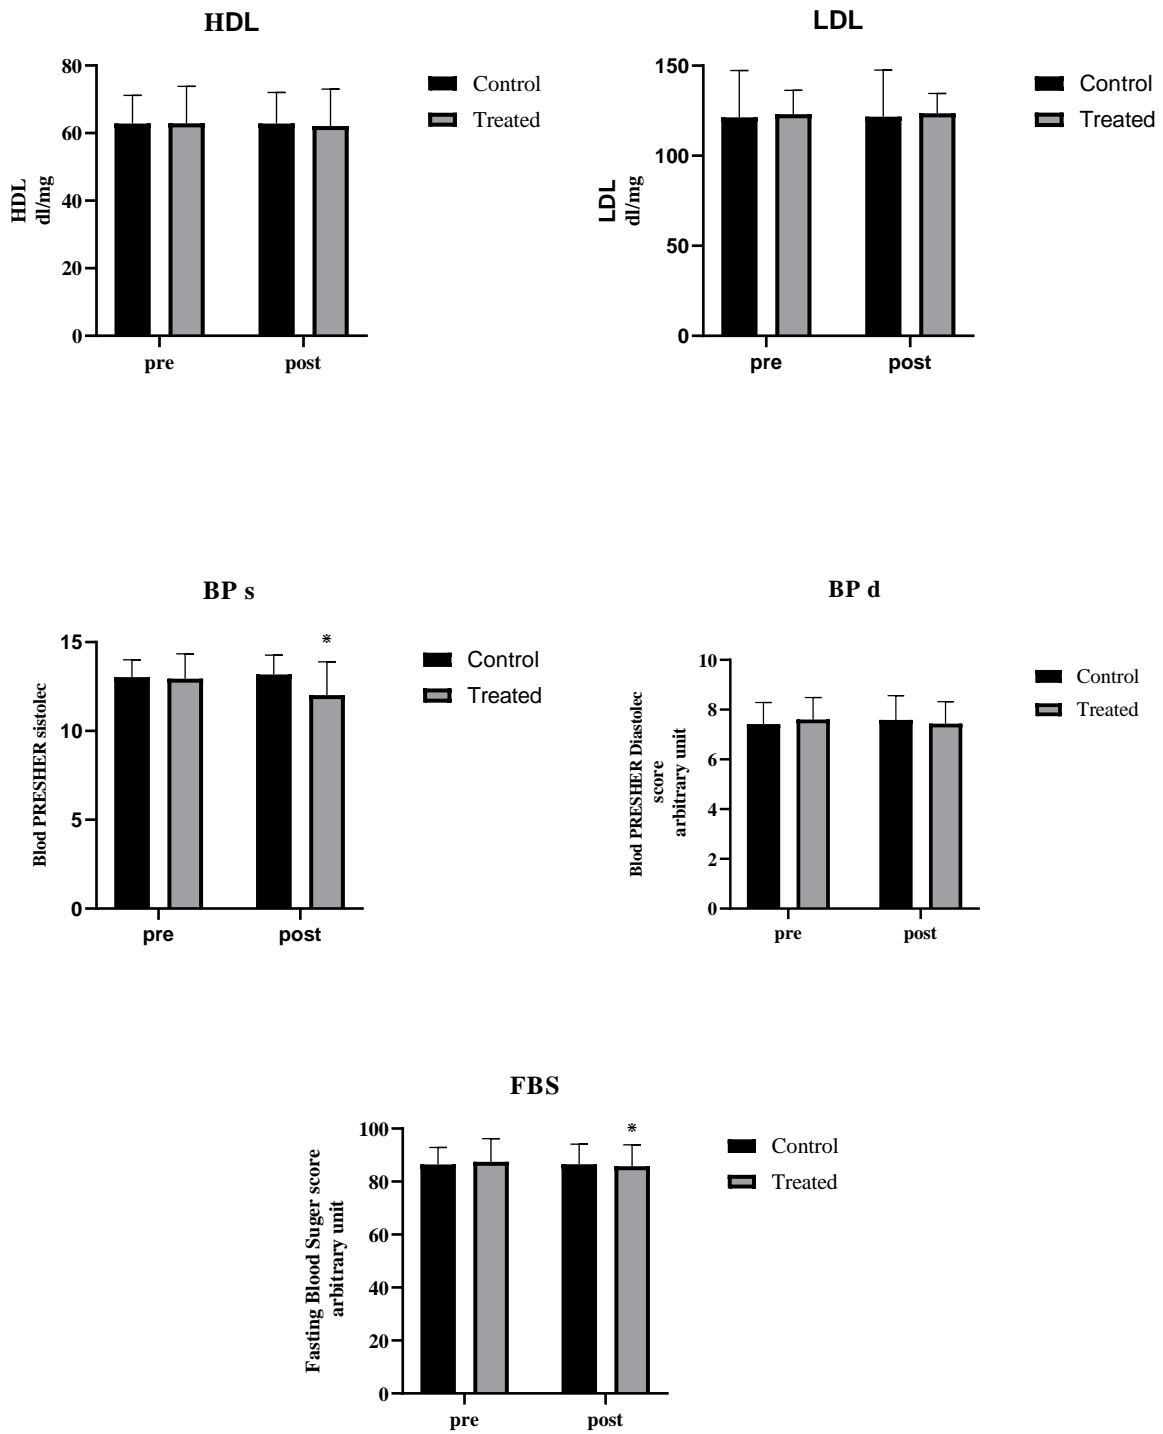 HDL
80
60
40
20
0
HDL
dl/mg
pre
post
Control
Treated
LDL
150
100
50
0
LDL
dl/mg
pre
post
Control
Treated
BP s
15
10
5
0
Blod PRESHER sistolec
pre
post
*
Control
Treated
BP d
10
8
6
4
2
0
Blod PRESHER Diastolec
score
arbitrary unit
pre
post
Control
Treated
FBS
100
80
60
40
20
0
Fasting Blood Suger score
arbitrary unit
pre
post
*
Control
Treated